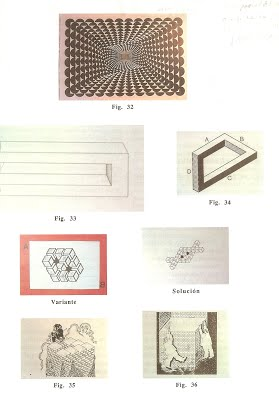 Fig. 32
Fig. 33
A
B
D
C
Fig. 34
A
B
Variante
Solución
Fig. 35
Fig. 36